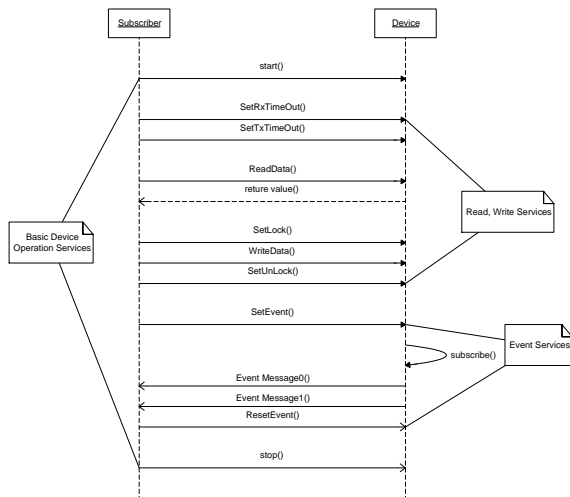 Subscriber
Device
start()
SetRxTimeOut()
SetTxTimeOut()
ReadData()
reture value()
Read, Write Services
Basic Device
Operation Services
SetLock()
WriteData()
SetUnLock()
SetEvent()
Event Services
subscribe()
Event Message0()
Event Message1()
ResetEvent()
stop()